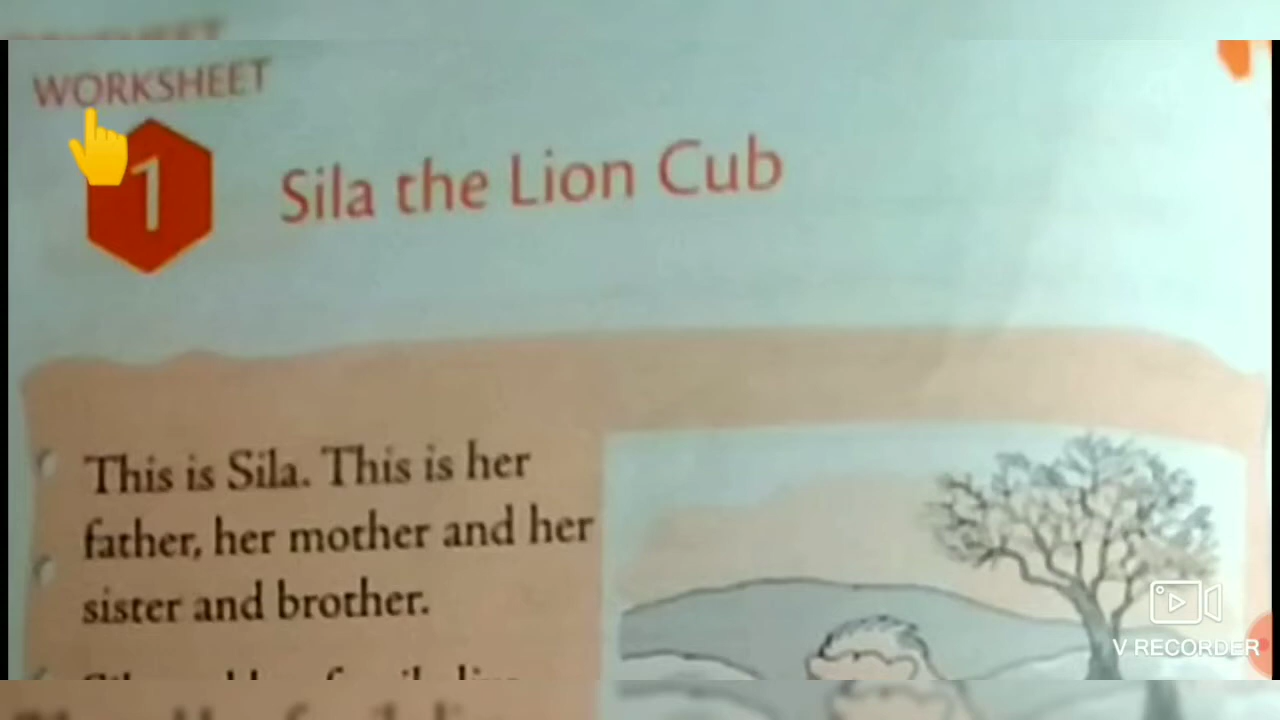 WORKSHEET
1
Sila the Lion Cub
This is Sila. This is her
father, her mother and her
sister and brother.
V RECORDER